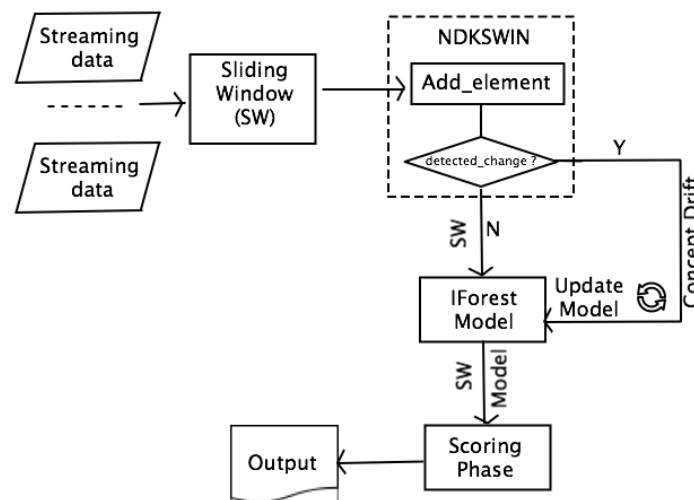 Streaming
data
NDKSWIN
Sliding
Window
(SW)
Add_element
Streaming
data
detected_change ?
Y
SW
N
Concept Drift
IForest
Model
Update
Model
SW
Model
Output
Scoring
Phase